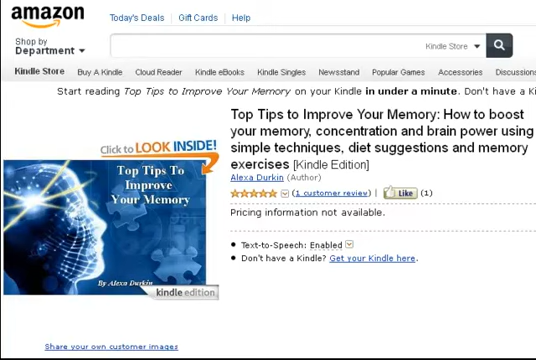 amazon
Today's Deals | Gift Cards | Help
Shop by
Department
Kindle Store
Kindle Store Buy A Kindle Cloud Reader Kindle eBooks Kindle Singles Newsstand Popular Games Accessories Discussions
Start reading Top Tips to Improve Your Memory on your Kindle in under a minute. Don't have a
Click to LOOK INSIDE!
Top Tips To
Improve
Your Memory
By Alexa Durkin
kindle edition
Share your own customer images
Top Tips to Improve Your Memory: How to boost
your memory, concentration and brain power using
simple techniques, diet suggestions and memory
exercises [Kindle Edition]
Alexa Durkin (Author)
(1 customer review) | Like (1)
Pricing information not available.
• Text-to-Speech: Enabled
• Don't have a Kindle? Get your Kindle here.